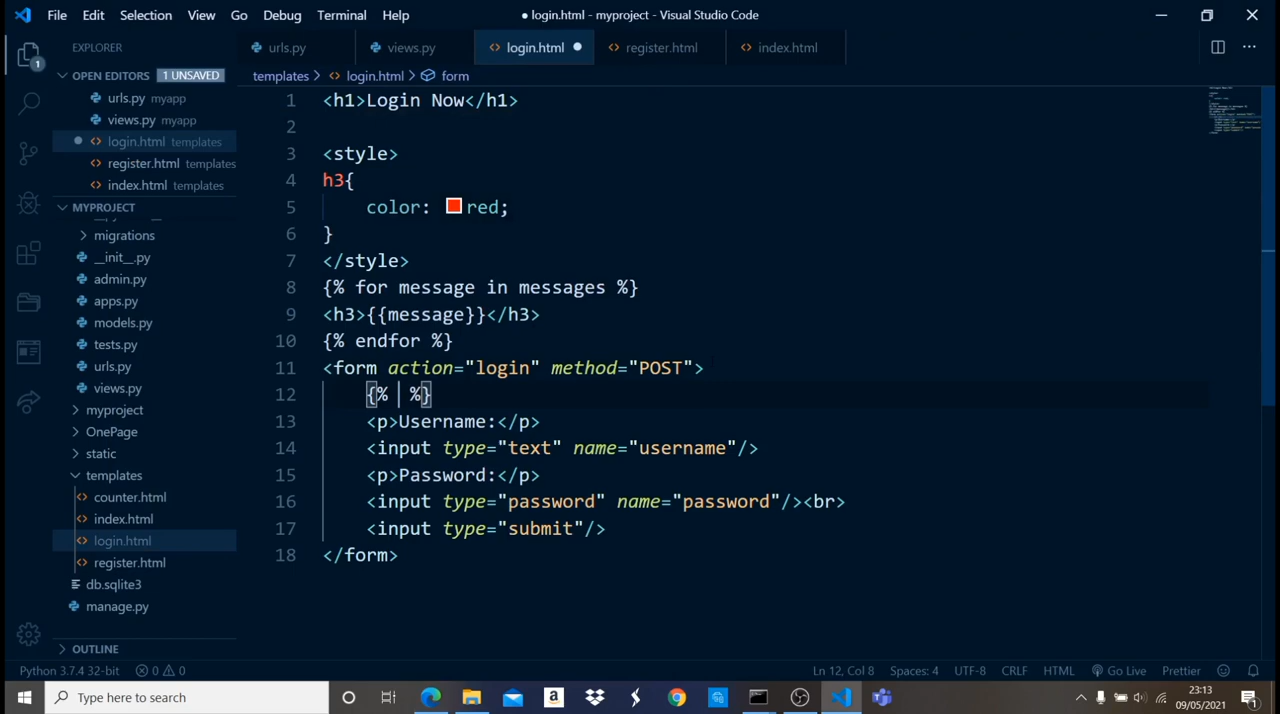 File Edit Selection View Go Debug Terminal Help
● login.html - myproject - Visual Studio Code
EXPLORER
1
OPEN EDITORS 1 UNSAVED
urls.py myapp
views.py myapp
login.html templates
register.html templates
index.html templates
MYPROJECT
migrations
__init__.py
admin.py
apps.py
models.py
tests.py
urls.py
views.py
myproject
OnePage
static
templates
counter.html
index.html
login.html
register.html
db.sqlite3
manage.py
OUTLINE
urls.py views.py login.html register.html index.html
templates > login.html > form
1 <h1>Login Now</h1>
2
3 <style>
4 h3{
5 color: red;
6 }
7 </style>
8 {% for message in messages %}
9 <h3>{{message}}</h3>
10 {% endfor %}
11 <form action="login" method="POST">
12 {% %}
13 <p>Username:</p>
14 <input type="text" name="username"/>
15 <p>Password:</p>
16 <input type="password" name="password"/><br>
17 <input type="submit"/>
18 </form>
Python 3.7.4 32-bit 0 0 Ln 12, Col 8 Spaces: 4 UTF-8 CRLF HTML Go Live Prettier
Type here to search
23:13
09/05/2021
1